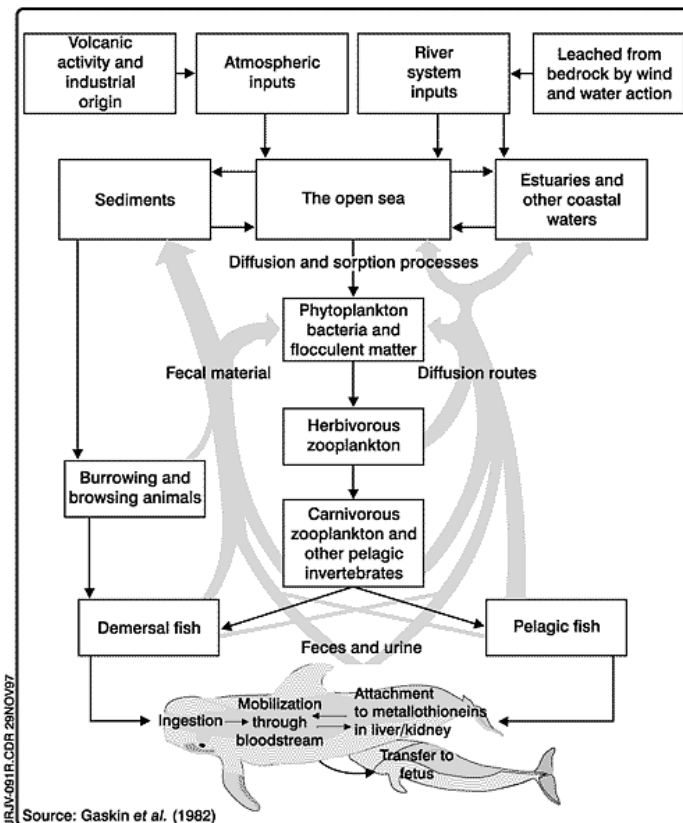 Volcanic
activity and
industrial
origin
Atmospheric
inputs
River
system
inputs
Leached from
bedrock by wind
and water action
Sediments
The open sea
Estuaries and
other coastal
waters
Diffusion and sorption processes
Phytoplankton
bacteria and
flocculent matter
Fecal material
Diffusion routes
Herbivorous
zooplankton
Burrowing and
browsing animals
Carnivorous
zooplankton and
other pelagic
invertebrates
Demersal fish
Pelagic fish
Feces and urine
Ingestion
Mobilization
through
bloodstream
Attachment
to metallothioneins
in liver/kidney
Transfer to
fetus
JRJV-091R.CDR 29NOV97
Source: Gaskin et al. (1982)